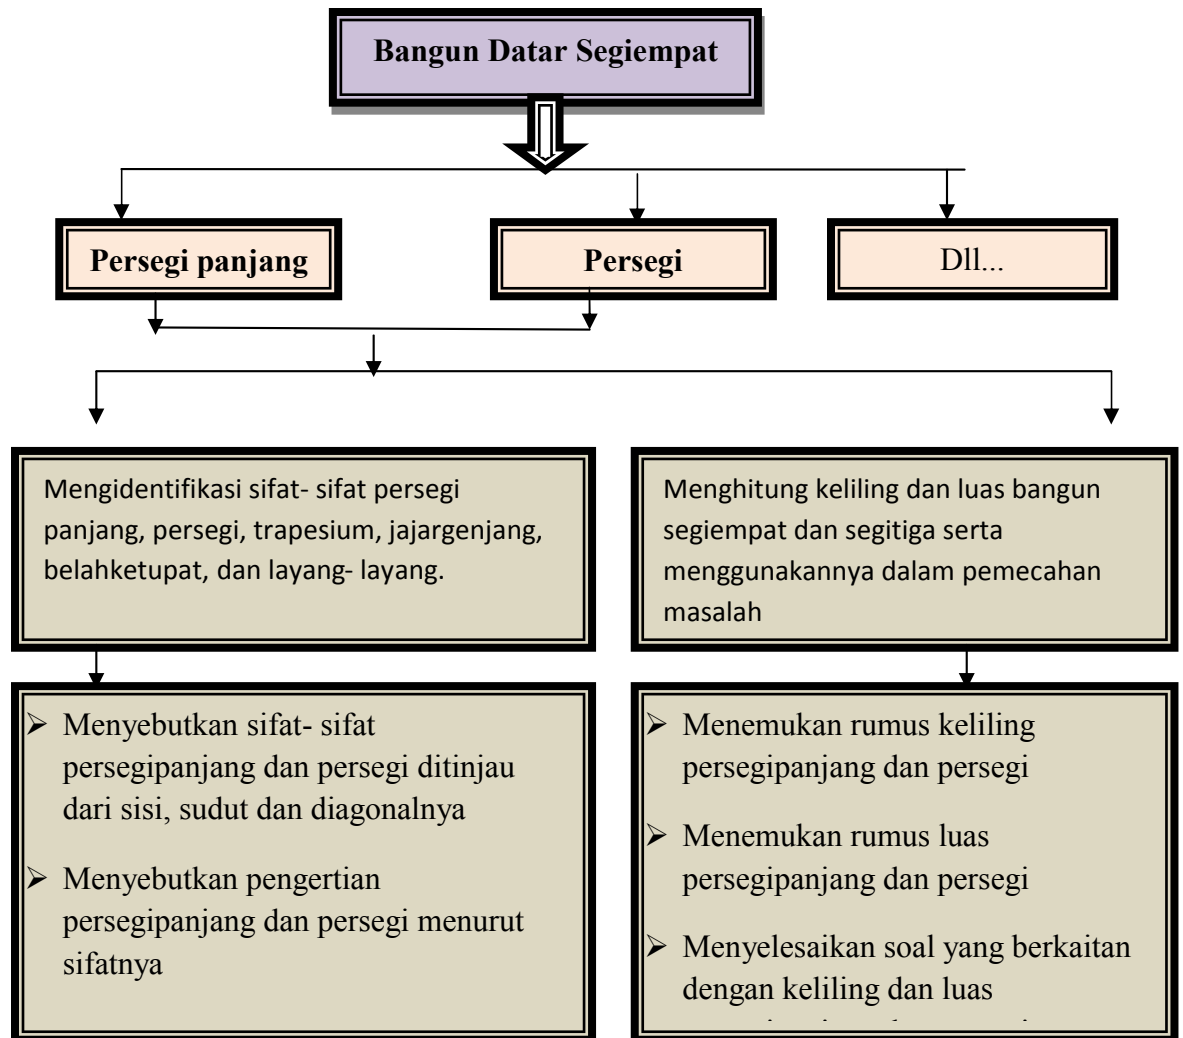 Bangun Datar Segiempat
Persegi panjang
Persegi
Dll...
Mengidentifikasi sifat- sifat persegi
panjang, persegi, trapesium, jajargenjang,
belahketupat, dan layang- layang.
Menghitung keliling dan luas bangun
segiempat dan segitiga serta
menggunakannya dalam pemecahan
masalah
➢ Menyebutkan sifat- sifat
persegipanjang dan persegi ditinjau
dari sisi, sudut dan diagonalnya
➢ Menyebutkan pengertian
persegipanjang dan persegi menurut
sifatnya
➢ Menemukan rumus keliling
persegipanjang dan persegi
➢ Menemukan rumus luas
persegipanjang dan persegi
➢ Menyelesaikan soal yang berkaitan
dengan keliling dan luas